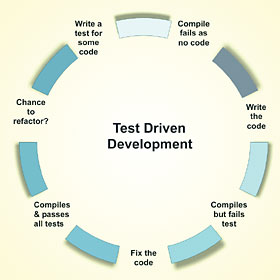 Write a
test for
some
code
Compile
fails as
no code
Write
the
code
Compiles
but fails
test
Fix the
code
Compiles
& passes
all tests
Chance
to
refactor?
Test Driven
Development